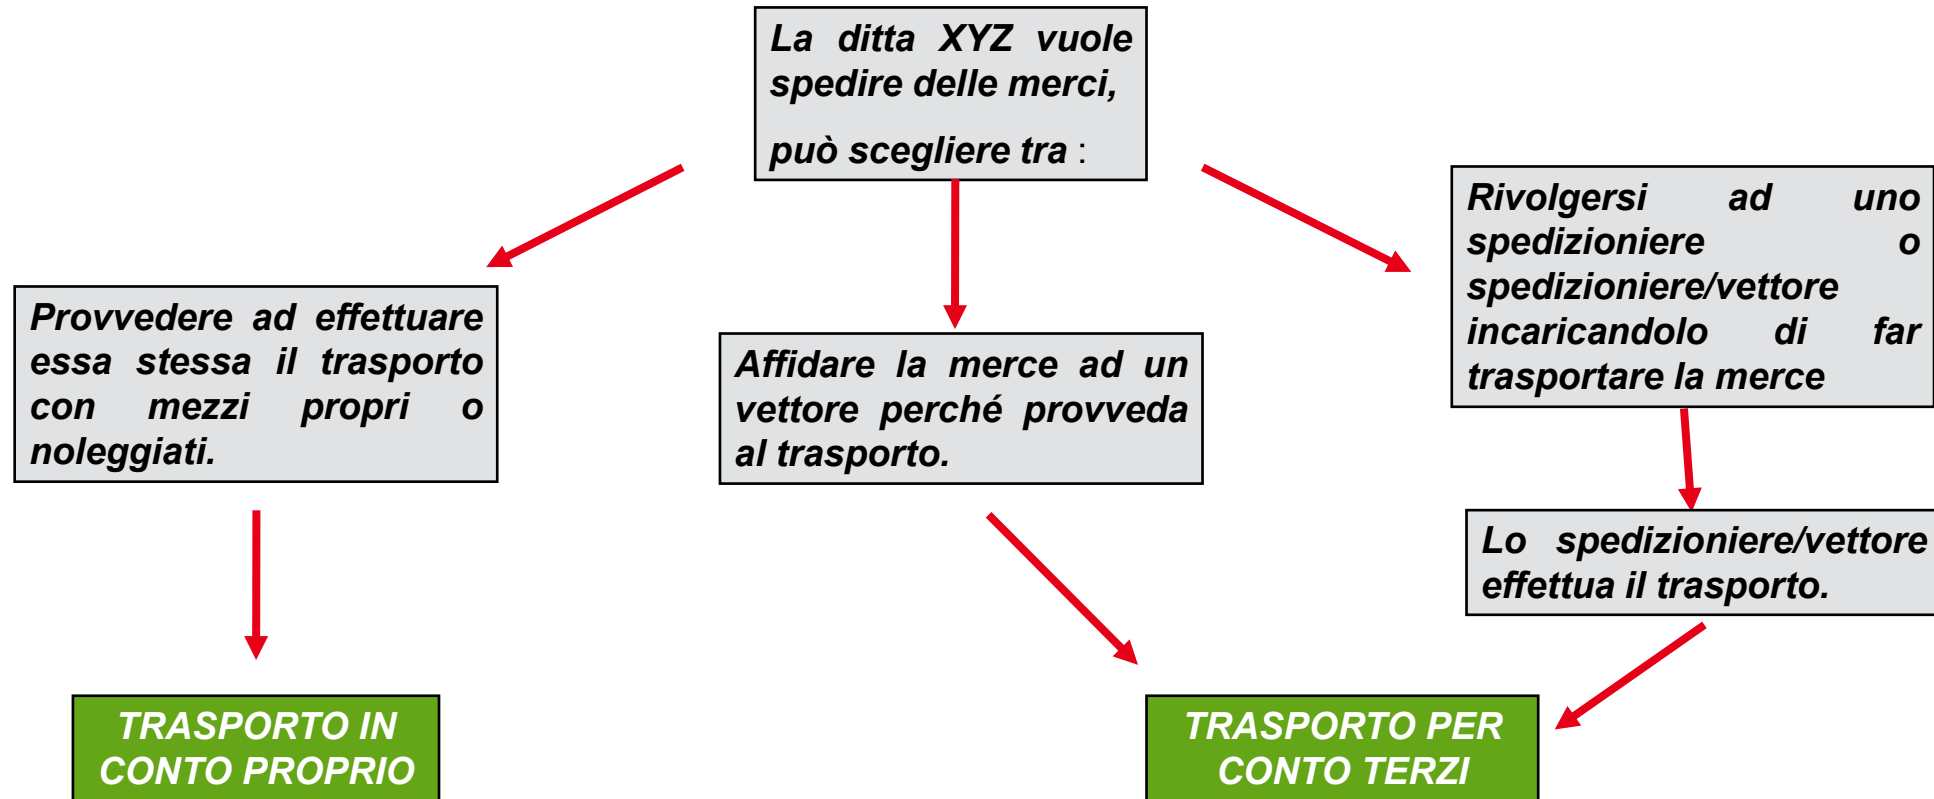 La ditta XYZ vuole
spedire delle merci,
può scegliere tra :
Provvedere ad effettuare
essa stessa il trasporto
con mezzi propri o
noleggiati.
Affidare la merce ad un
vettore perché provveda
al trasporto.
Rivolgersi ad uno
spedizioniere o
spedizioniere/vettore
incaricandolo di far
trasportare la merce
Lo spedizioniere/vettore
effettua il trasporto.
TRASPORTO IN
CONTO PROPRIO
TRASPORTO PER
CONTO TERZI